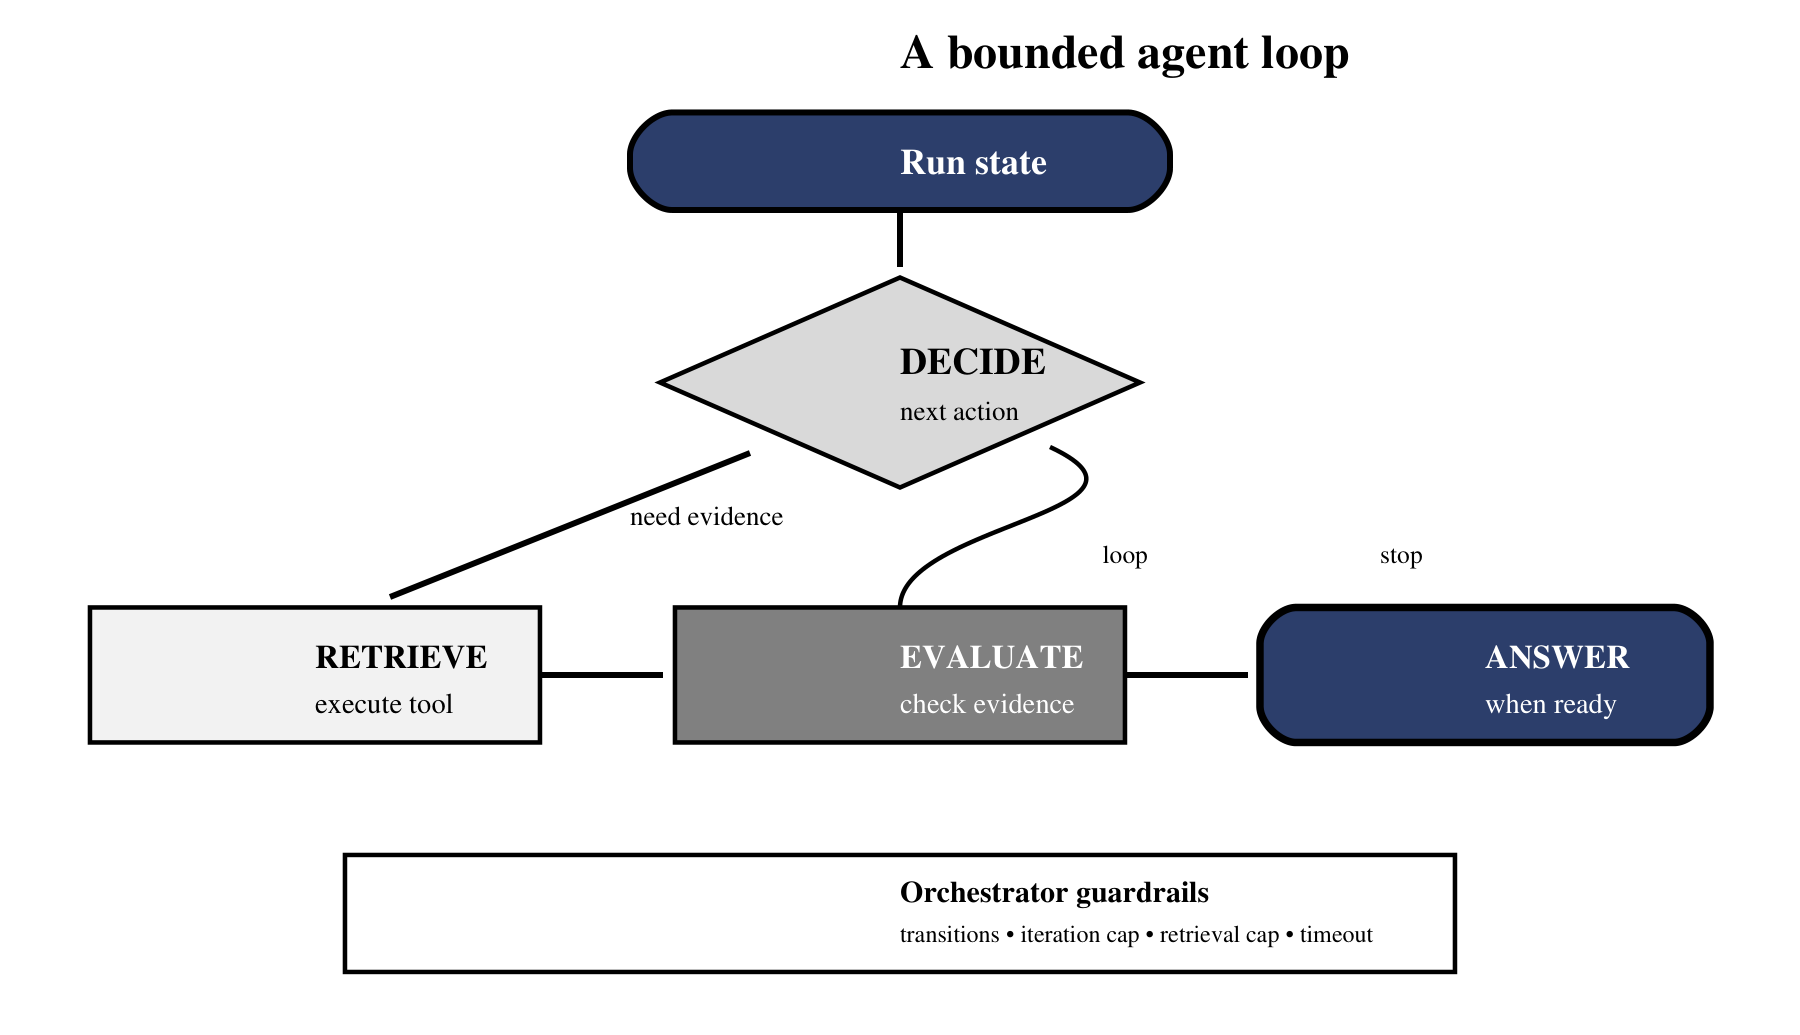 A bounded agent loop
Run state
DECIDE
next action
need evidence
loop
stop
RETRIEVE
execute tool
EVALUATE
check evidence
ANSWER
when ready
Orchestrator guardrails
transitions • iteration cap • retrieval cap • timeout